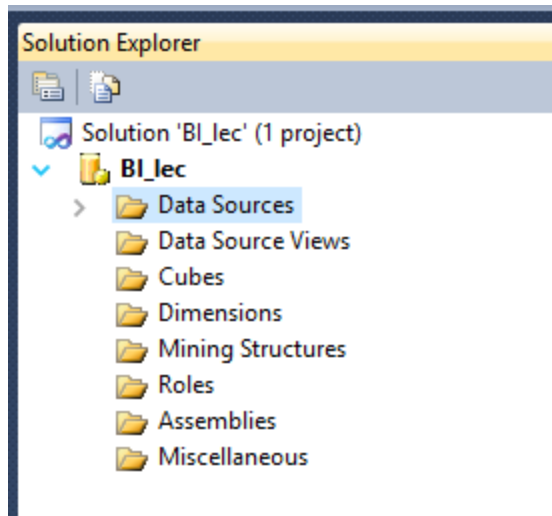 Solution Explorer
Solution 'BI_lec' (1 project)
BI_lec
Data Sources
Data Source Views
Cubes
Dimensions
Mining Structures
Roles
Assemblies
Miscellaneous